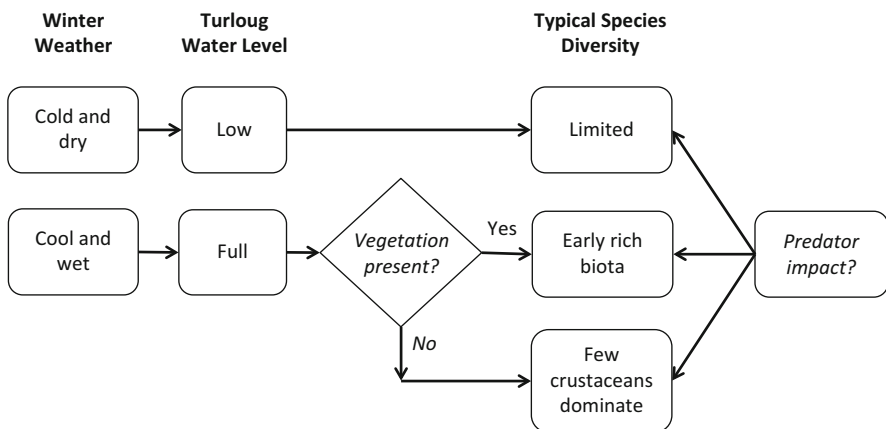 Winter
Weather
Turloug
Water Level
Typical Species
Diversity
Cold and
dry
Low
Limited
Cool and
wet
Full
Vegetation
present?
Yes
Early rich
biota
Predator
impact?
No
Few
crustaceans
dominate